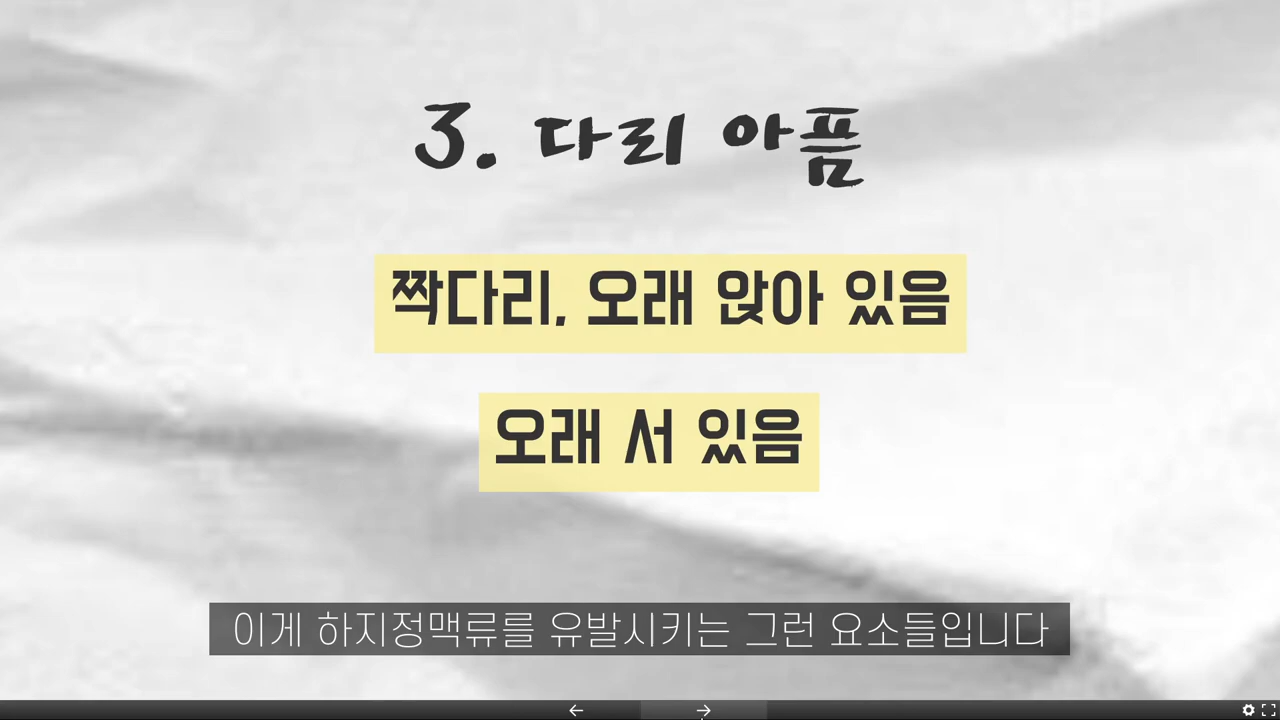 3. 다리 아픔
짝다리, 오래 앉아 있음
오래 서 있음
이게 하지정맥류를 유발시키는 그런 요소들입니다